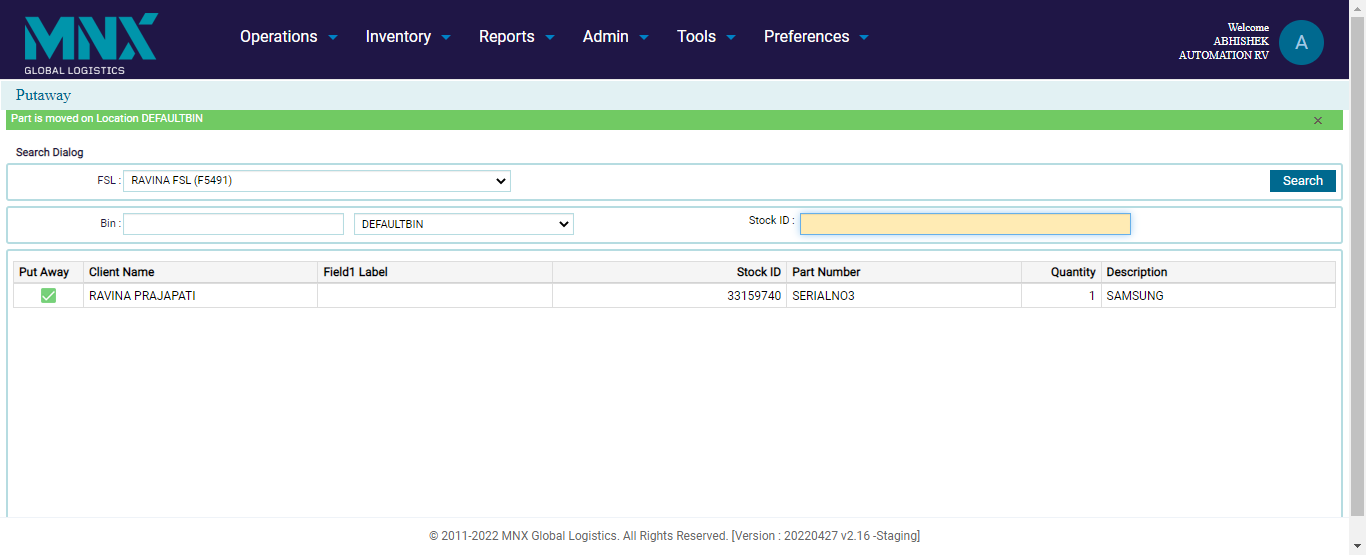 MNX
GLOBAL LOGISTICS
Operations Inventory Reports Admin Tools Preferences
Welcome
ABHISHEK
AUTOMATION RV
A
Putaway
Part is moved on Location DEFAULTBIN ×
Search Dialog
FSL : RAVINA FSL (F5491) Search
Bin : DEFAULTBIN Stock ID :
Put Away Client Name Field1 Label Stock ID Part Number Quantity Description
RAVINA PRAJAPATI 33159740 SERIALNO3 1 SAMSUNG
© 2011-2022 MNX Global Logistics. All Rights Reserved. [Version : 20220427 v2.16 -Staging]